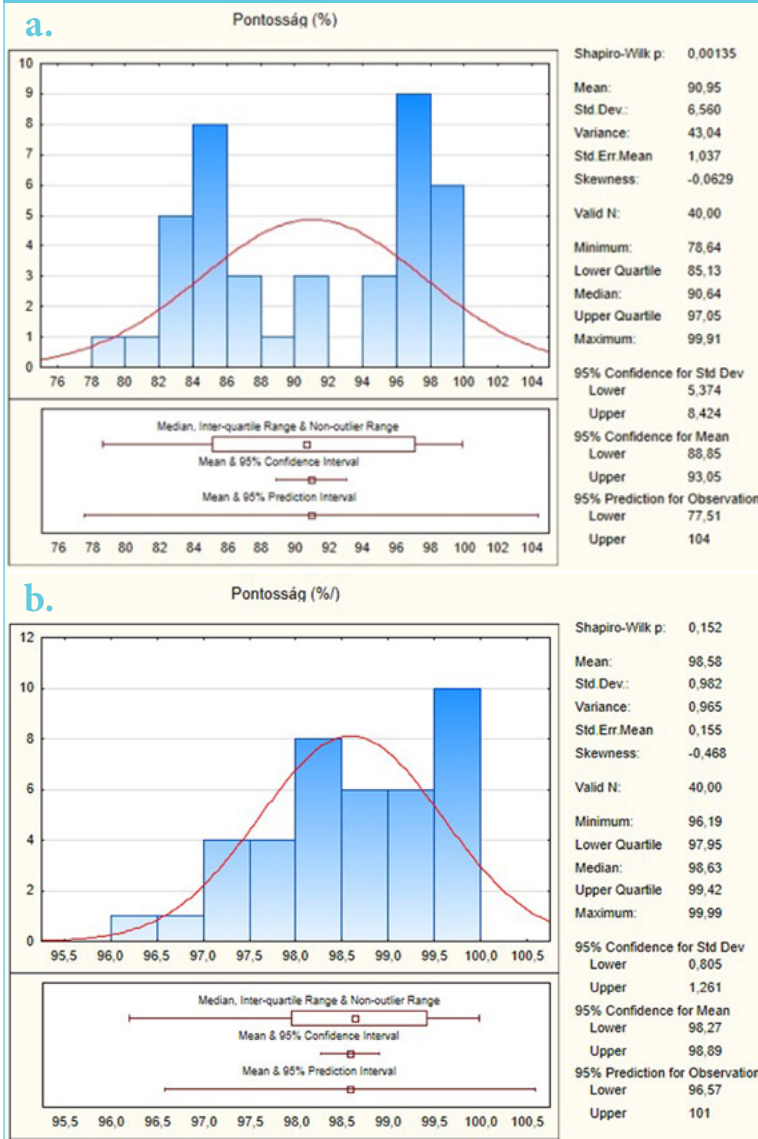 a.
Pontosság (%)
10
9
8
7
6
5
4
3
2
1
0
76 78 80 82 84 86 88 90 92 94 96 98 100 102 104
Median, Inter-quartile Range & Non-outlier Range
Mean & 95% Confidence Interval
Mean & 95% Prediction Interval
76 78 80 82 84 86 88 90 92 94 96 98 100 102 104
Shapiro-Wilk p: 0,00135
Mean: 90,95
Std.Dev.: 6,560
Variance: 43,04
Std.Err.Mean 1,037
Skewness: -0,0629
Valid N: 40,00
Minimum: 78,64
Lower Quartile 85,13
Median: 90,64
Upper Quartile 97,05
Maximum: 99,91
95% Confidence for Std Dev
Lower 5,374
Upper 8,424
95% Confidence for Mean
Lower 88,85
Upper 93,05
95% Prediction for Observation
Lower 77,51
Upper 104
b.
Pontosság (%/)
12
10
8
6
4
2
0
95,5 96,0 96,5 97,0 97,5 98,0 98,5 99,0 99,5 100,0 100,5
Median, Inter-quartile Range & Non-outlier Range
Mean & 95% Confidence Interval
Mean & 95% Prediction Interval
95,5 96,0 96,5 97,0 97,5 98,0 98,5 99,0 99,5 100,0 100,5
Shapiro-Wilk p: 0,152
Mean: 98,58
Std.Dev.: 0,982
Variance: 0,965
Std.Err.Mean 0,155
Skewness: -0,468
Valid N: 40,00
Minimum: 96,19
Lower Quartile 97,95
Median: 98,63
Upper Quartile 99,42
Maximum: 99,99
95% Confidence for Std Dev
Lower 0,805
Upper 1,261
95% Confidence for Mean
Lower 98,27
Upper 98,89
95% Prediction for Observation
Lower 96,57
Upper 101